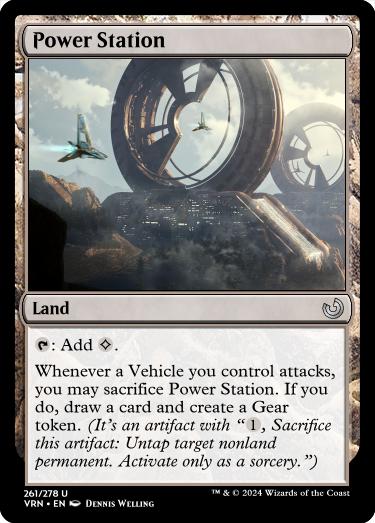 Power Station
Land
: Add .
Whenever a Vehicle you control attacks,
you may sacrifice Power Station. If you
do, draw a card and create a Gear
token. (It's an artifact with “1, Sacrifice
this artifact: Untap target nonland
permanent. Activate only as a sorcery.”)
261/278 U
VRN • EN Dennis Welling
™ & © 2024 Wizards of the Coast